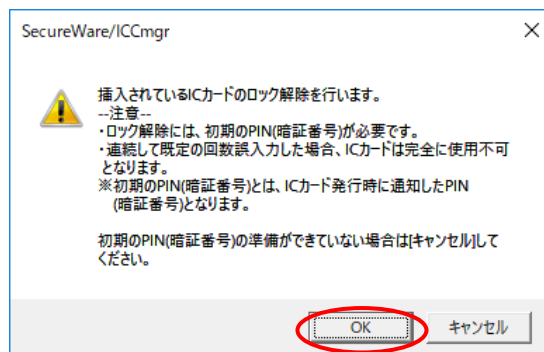 SecureWare/ICCmgr
挿入されているICカードのロック解除を行います。
--注意--
・ロック解除には、初期のPIN(暗証番号)が必要です。
・連続して既定の回数誤入力した場合、ICカードは完全に使用不可
となります。
※初期のPIN(暗証番号)とは、ICカード発行時に通知したPIN
(暗証番号)となります。
初期のPIN(暗証番号)の準備ができていない場合は[キャンセル]して
ください。
OK
キャンセル